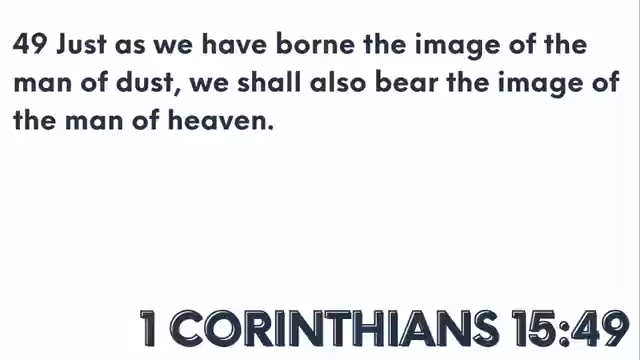 49 Just as we have borne the image of the
man of dust, we shall also bear the image of
the man of heaven.
1 CORINTHIANS 15:49